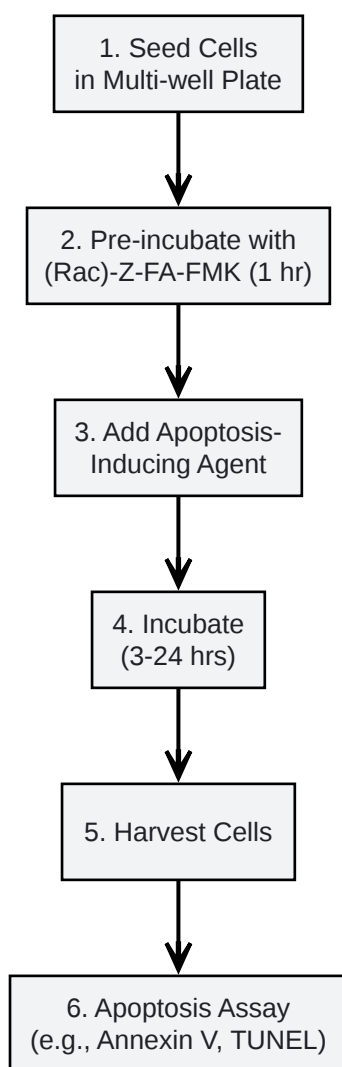 1. Seed Cells
in Multi-well Plate
2. Pre-incubate with
(Rac)-Z-FA-FMK (1 hr)
3. Add Apoptosis-
Inducing Agent
4. Incubate
(3-24 hrs)
5. Harvest Cells
6. Apoptosis Assay
(e.g., Annexin V, TUNEL)